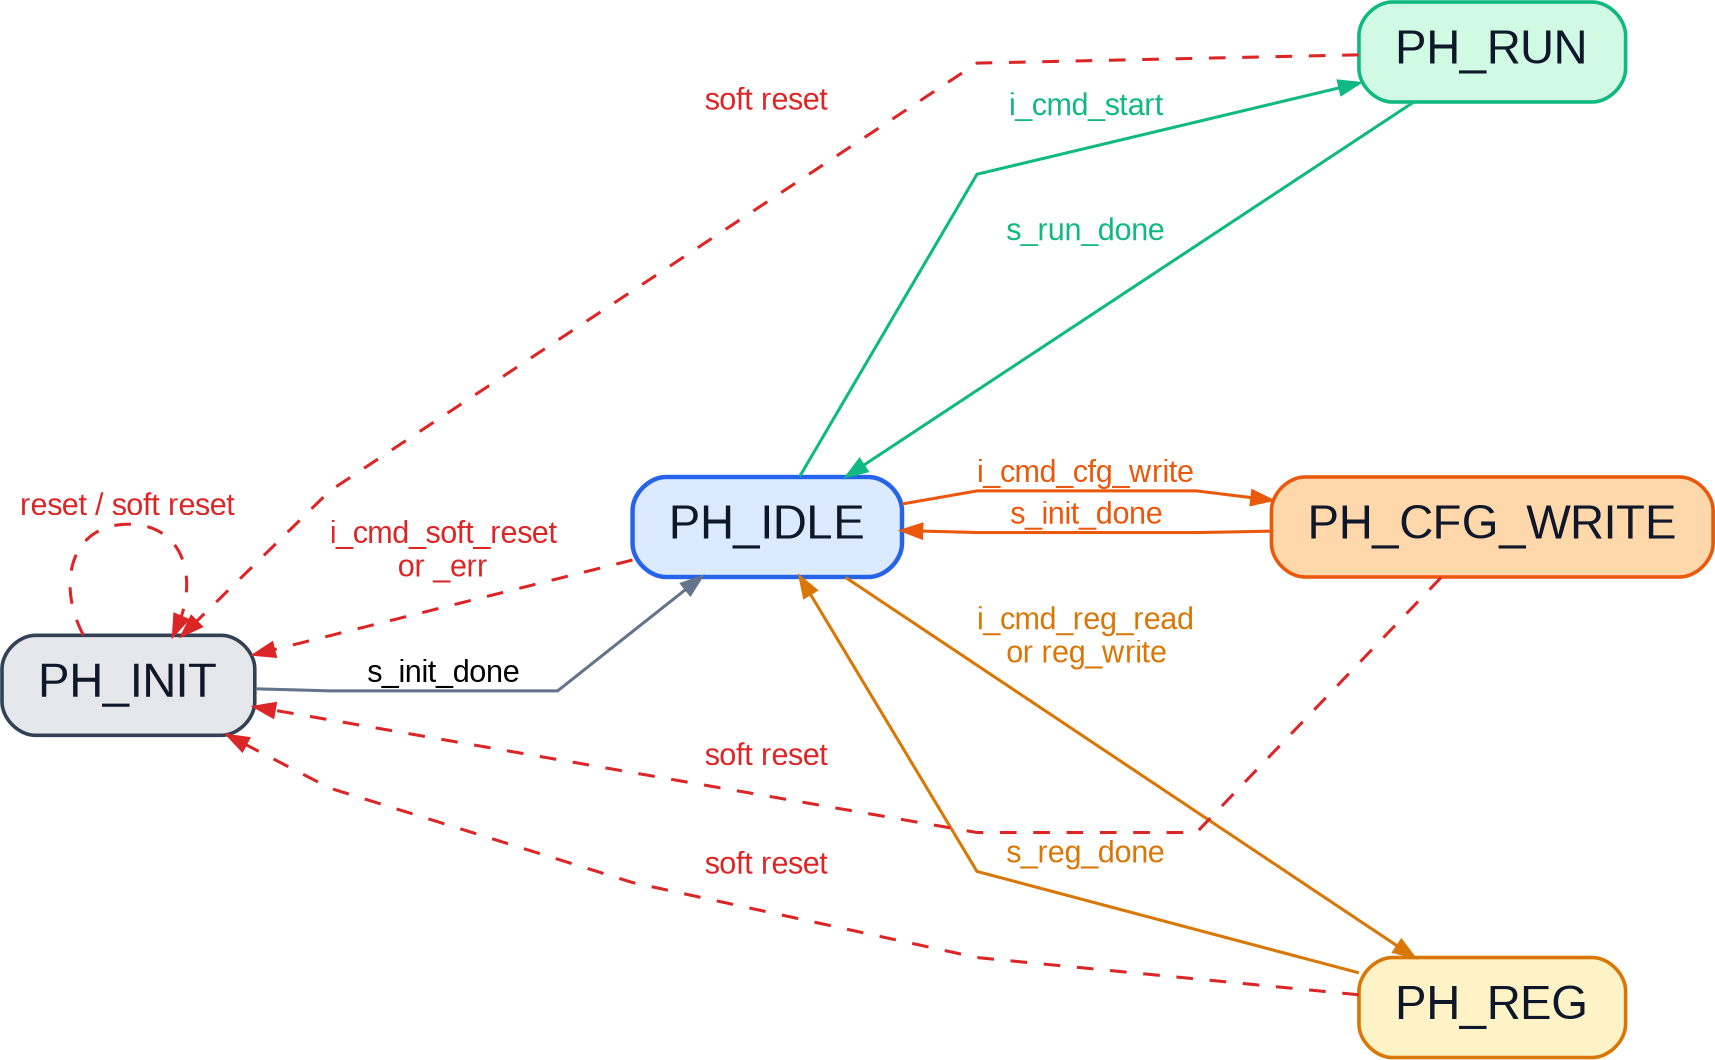 PH_RUN
soft reset
i_cmd_start
s_run_done
i_cmd_cfg_write
s_init_done
PH_IDLE
PH_CFG_WRITE
reset / soft reset
i_cmd_soft_reset
or _err
PH_INIT
s_init_done
i_cmd_reg_read
or reg_write
soft reset
s_reg_done
soft reset
PH_REG